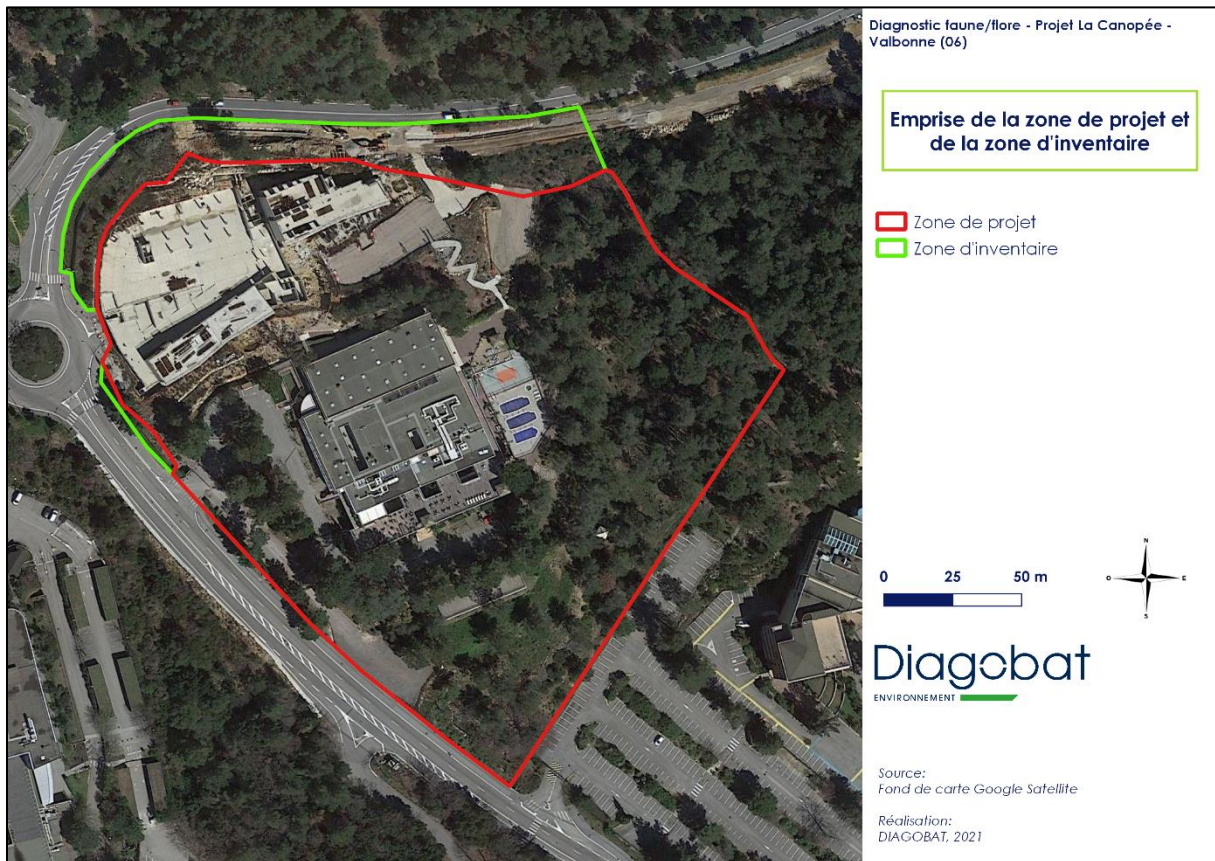 Diagnostic faune/flore - Projet La Canopée -
Valbonne (06)
Emprise de la zone de projet et
de la zone d'inventaire
Zone de projet
Zone d'inventaire
0 25 50 m
N
O E
S
Diagobat
ENVIRONNEMENT
Source:
Fond de carte Google Satellite
Réalisation:
DIAGOBAT, 2021